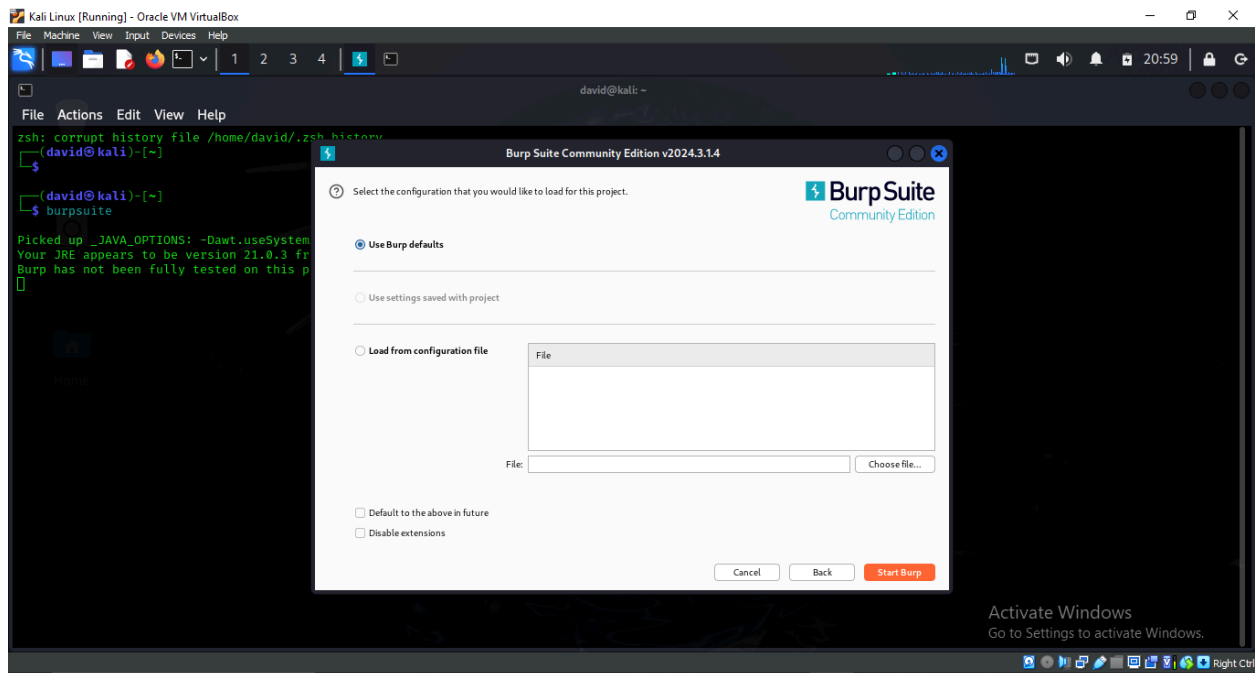 Kali Linux [Running] - Oracle VM VirtualBox
File Machine View Input Devices Help
1 2 3 4
20:59
david@kali: ~
File Actions Edit View Help
zsh: corrupt history file /home/david/.zsh_history
(david㉿kali)-[~]
$
(david㉿kali)-[~]
$ burpsuite
Picked up _JAVA_OPTIONS: -Dawt.useSystem
Your JRE appears to be version 21.0.3 fr
Burp has not been fully tested on this p
Home
Burp Suite Community Edition v2024.3.1.4
Select the configuration that you would like to load for this project.
Burp Suite
Community Edition
Use Burp defaults
Use settings saved with project
Load from configuration file
File
File:
Choose file...
Default to the above in future
Disable extensions
Cancel Back Start Burp
Activate Windows
Go to Settings to activate Windows.
Right Ctrl